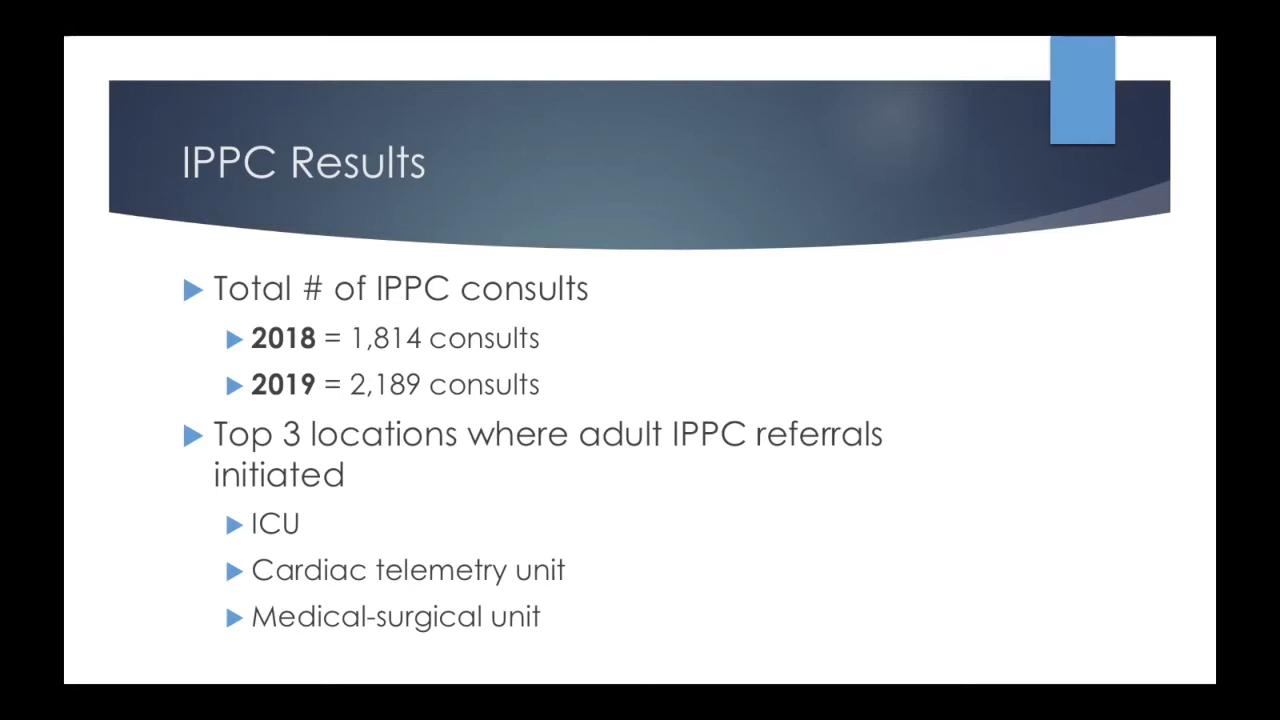 IPPC Results
Total # of IPPC consults
2018 = 1,814 consults
2019 = 2,189 consults
Top 3 locations where adult IPPC referrals
initiated
ICU
Cardiac telemetry unit
Medical-surgical unit